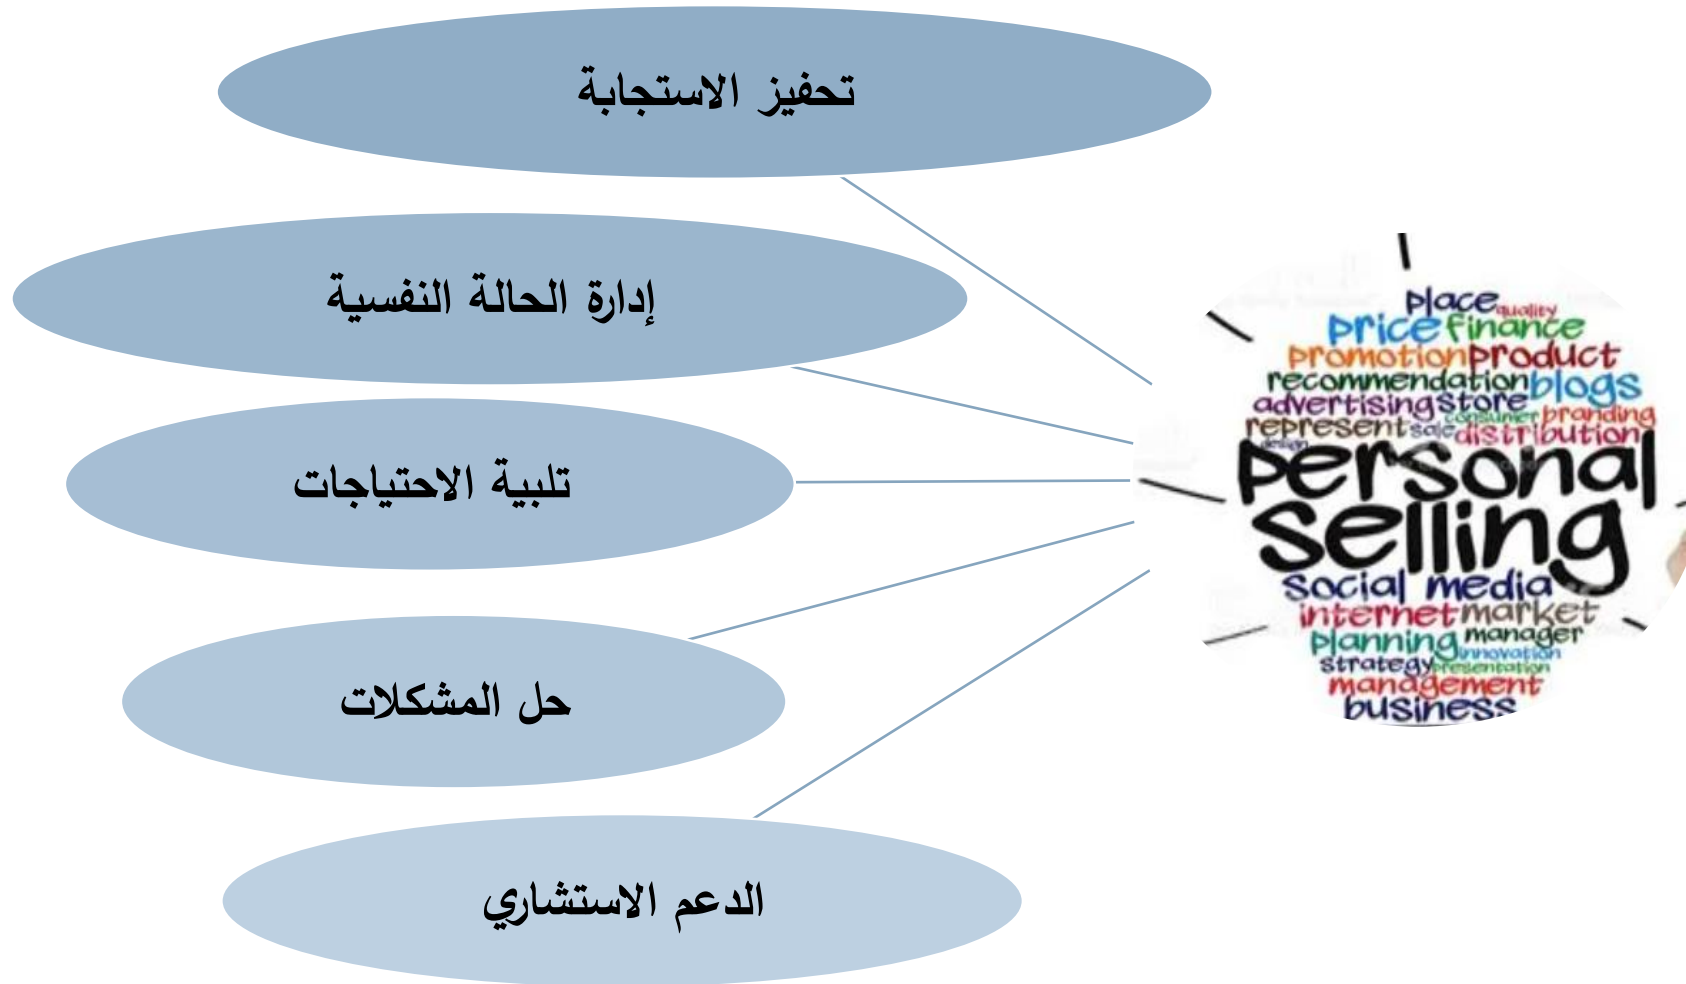 تحفيز الاستجابة
إدارة الحالة النفسية
تلبية الاحتياجات
حل المشكلات
الدعم الاستشاري
place quality
price finance
promotion product
recommendation blogs
advertising store consumer branding
represent sale distribution
design
personal
selling
social media
internet market
planning manager
innovation
strategy presentation
management
business